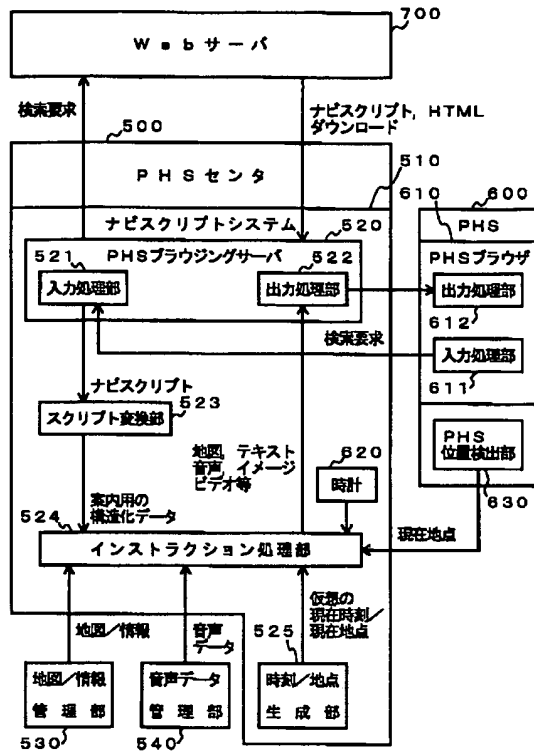 700
Ｗｅｂサーバ
検索要求
500
ナビスクリプト，ＨＴＭＬ
ダウンロード
510
ＰＨＳセンタ
610
600
ナビスクリプトシステム
520
ＰＨＳ
521
ＰＨＳブラウジングサーバ
522
ＰＨＳブラウザ
入力処理部
出力処理部
出力処理部
612
検索要求
入力処理部
611
ナビスクリプト
スクリプト変換部
523
地図，テキスト
音声，イメージ
ビデオ等
620
時計
ＰＨＳ
位置検出部
630
案内用の
構造化データ
524
インストラクション処理部
現在地点
地図／情報
音声
データ
525
仮想の
現在時刻／
現在地点
地図／情報
管理部
530
音声データ
管理部
540
時刻／地点
生成部